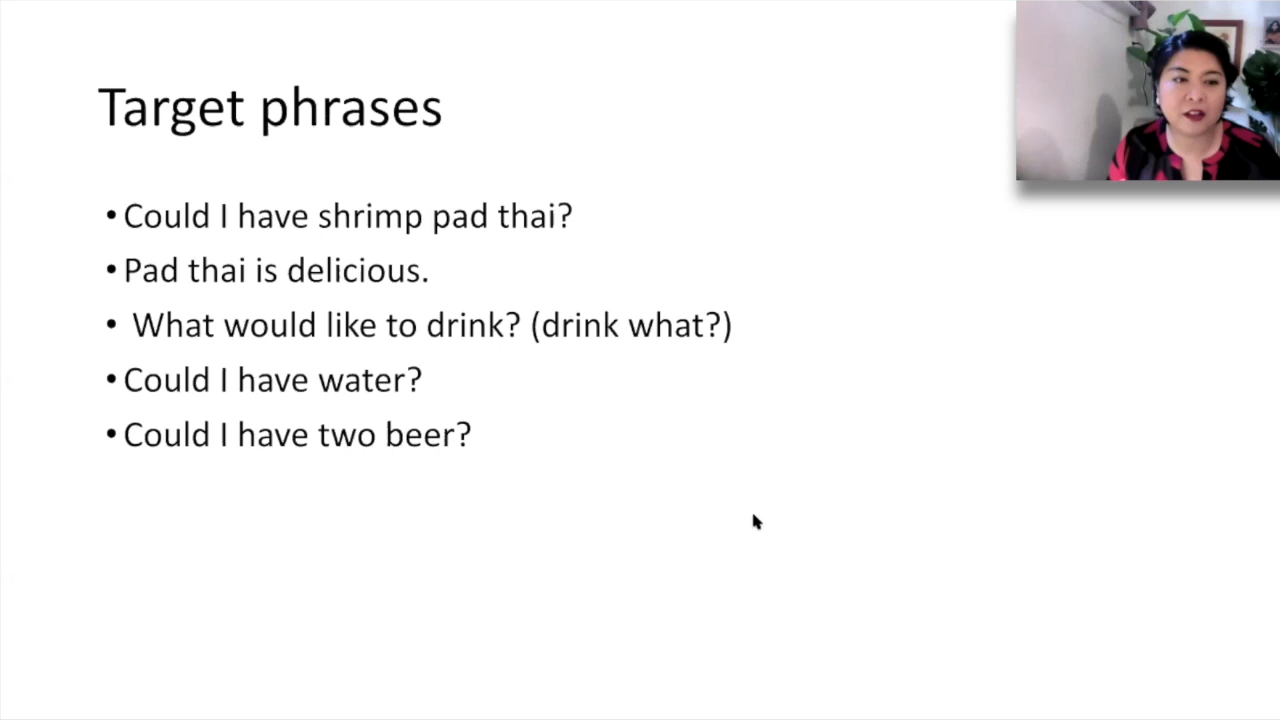 Target phrases
•Could I have shrimp pad thai?
•Pad thai is delicious.
• What would like to drink? (drink what?)
•Could I have water?
•Could I have two beer?